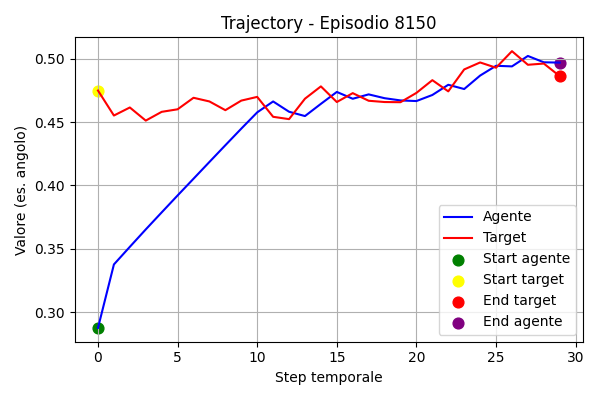 Trajectory - Episodio 8150
Valore (es. angolo)
0.50
0.45
0.40
0.35
0.30
0 5 10 15 20 25 30
Step temporale
Agente
Target
Start agente
Start target
End target
End agente